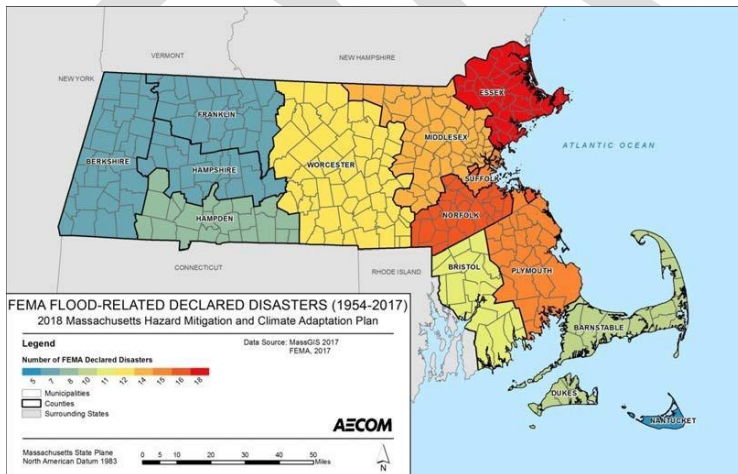 VERMONT
NEW HAMPSHIRE
NEW YORK
ESSEX
FRANKLIN
MIDDLESEX
ATLANTIC OCEAN
BERKSHIRE
WORCESTER
HAMPSHIRE
SUFFOLK
HAMPDEN
NORFOLK
CONNECTICUT
RHODE ISLAND
BRISTOL
PLYMOUTH
BARNSTABLE
DUKES
NANTUCKET
FEMA FLOOD-RELATED DECLARED DISASTERS (1954-2017)
2018 Massachusetts Hazard Mitigation and Climate Adaptation Plan
Legend
Data Source: MassGIS 2017
FEMA, 2017
Number of FEMA Declared Disasters
5 7 8 10 11 12 14 15 16 18
Municipalities
Counties
Surrounding States
AECOM
Massachusetts State Plane
North American Datum 1983
0 5 10 20 30 40 50
Miles
N